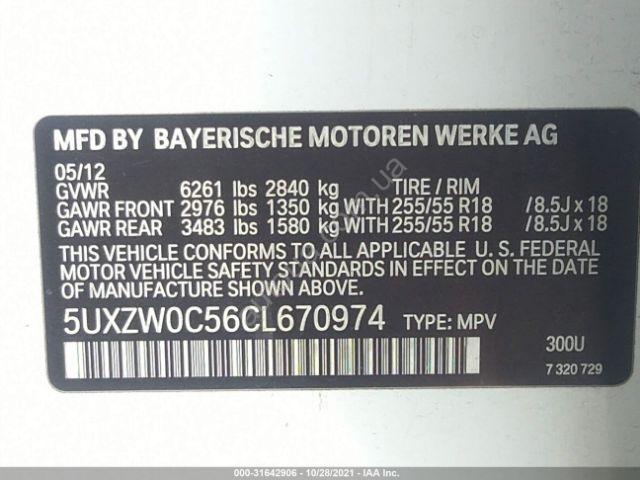 MFD BY BAYERISCHE MOTOREN WERKE AG
05/12
GVWR 6261 lbs 2840 kg TIRE / RIM
GAWR FRONT 2976 lbs 1350 kg WITH 255/55 R18 /8.5J x 18
GAWR REAR 3483 lbs 1580 kg WITH 255/55 R18 /8.5J x 18
THIS VEHICLE CONFORMS TO ALL APPLICABLE U. S. FEDERAL
MOTOR VEHICLE SAFETY STANDARDS IN EFFECT ON THE DATE
OF MANUFACTURE SHOWN ABOVE.
5UXZW0C56CL670974 TYPE: MPV
300U
7 320 729
000-31642906 | 10/28/2021 | IAA Inc.